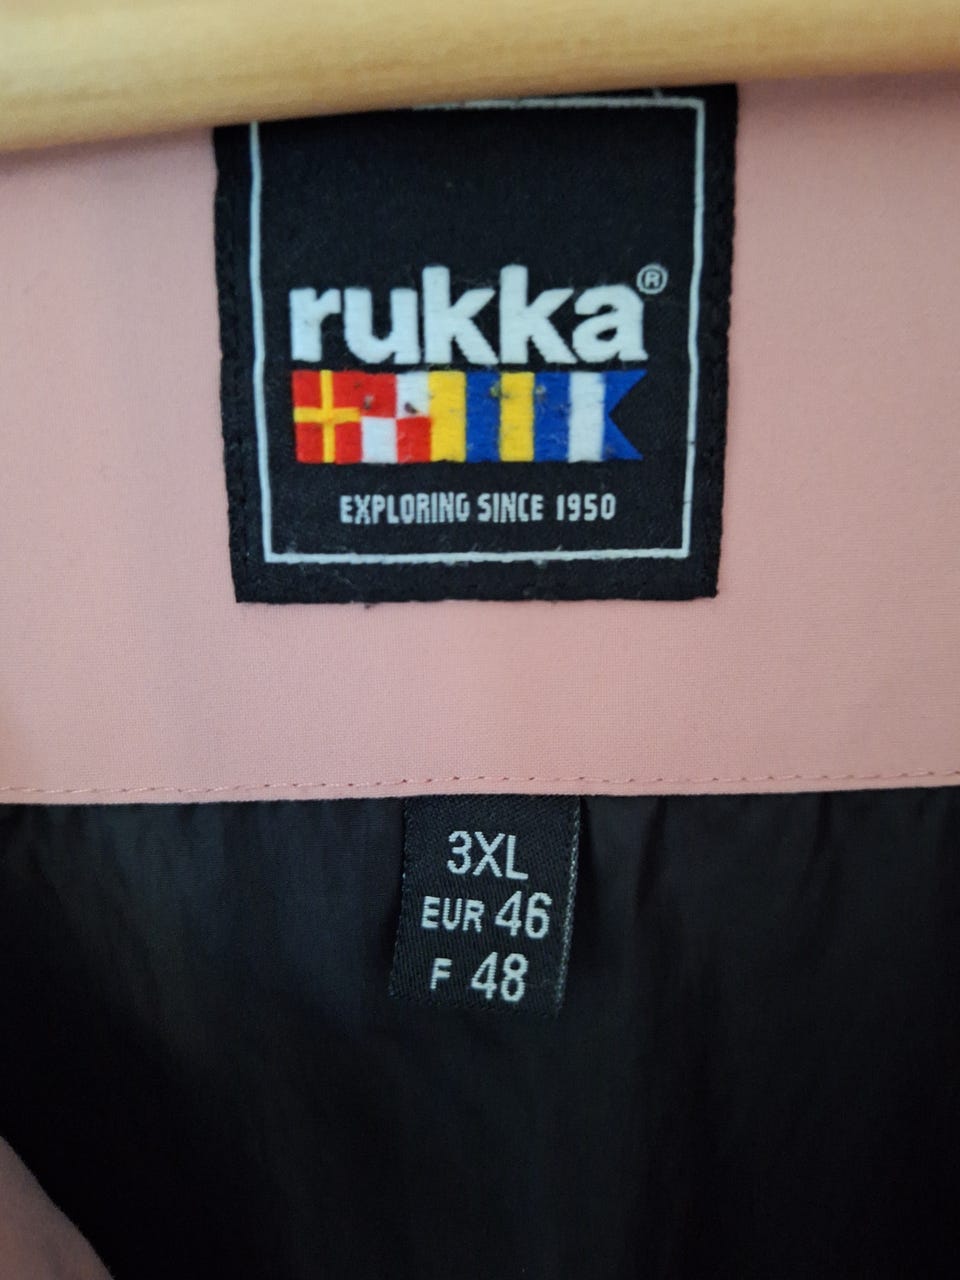 rukka®
EXPLORING SINCE 1950
3XL
EUR 46
F 48